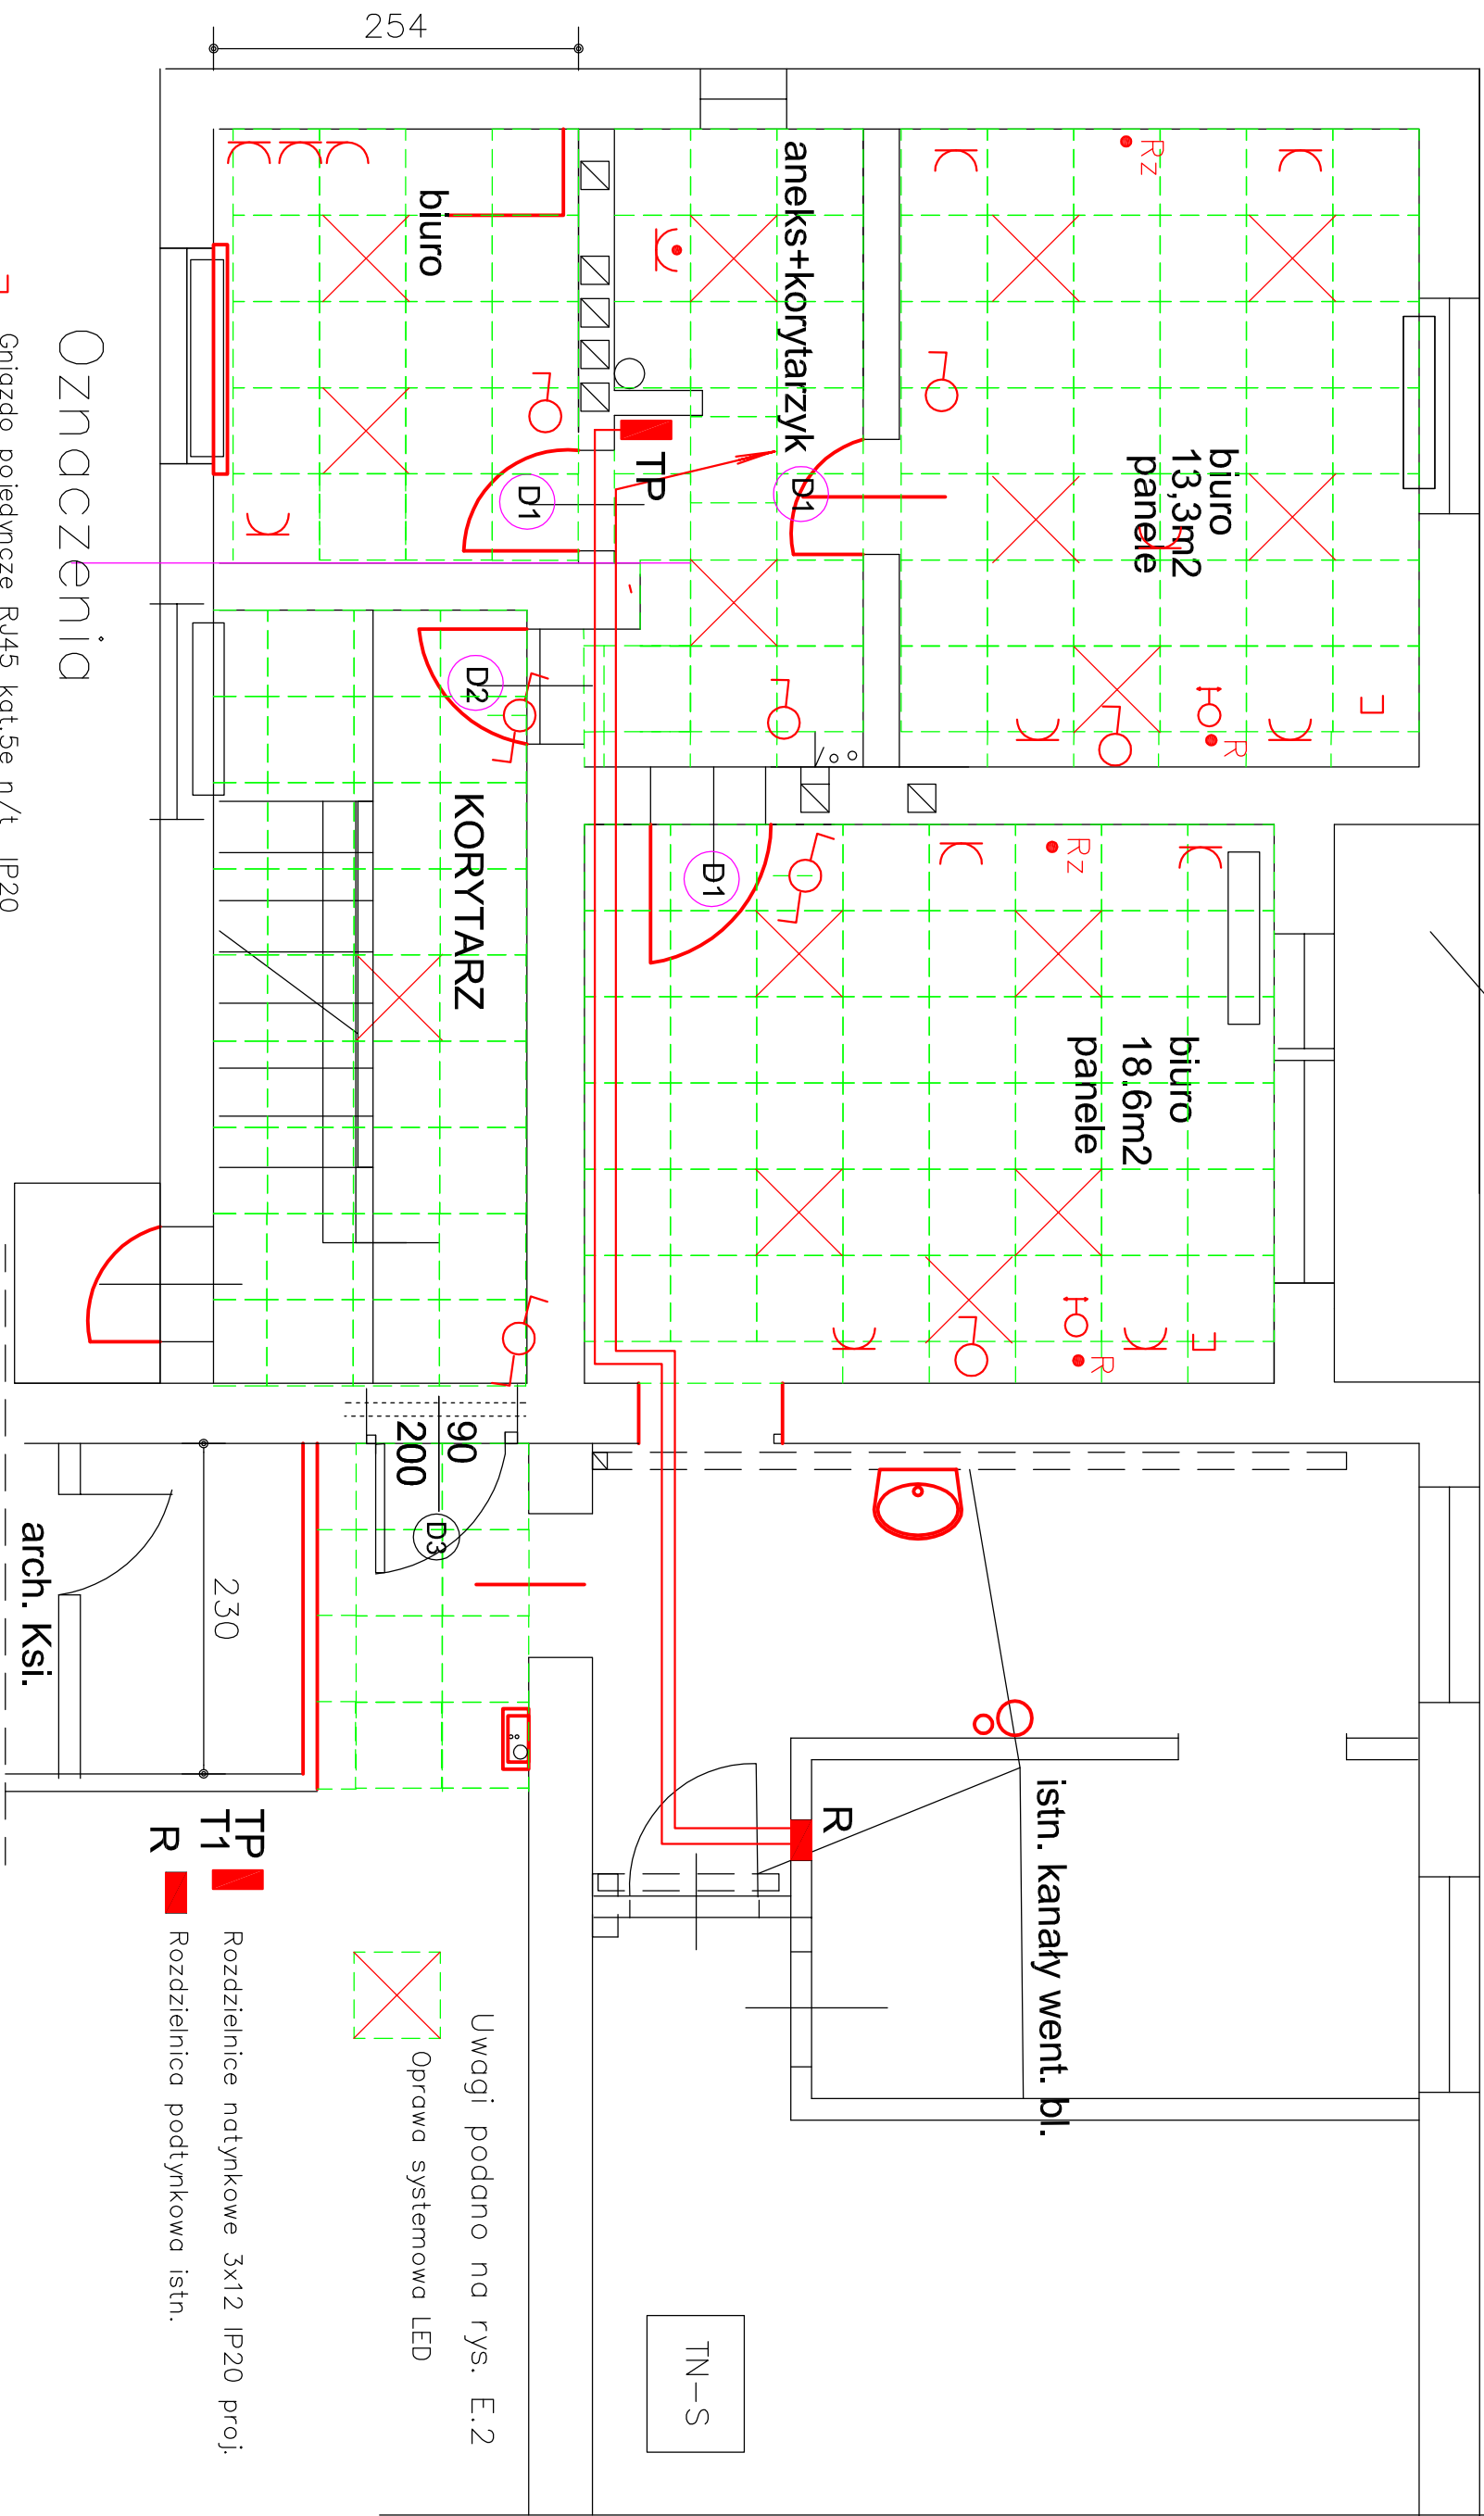 254
Rz
biuro
13,3m2
panele
R
aneks+korytarzyk
D1
TP
biuro
D1
D2
Rz
D1
biuro
18.6m2
panele
R
KORYTARZ
90
200
D3
230
arch. Ksi.
istn. kanały went. bl.
R
TN-S
Oznaczenia
Gniazdo pojedyncze RJ45 kat.5e n/t IP20
Uwagi podano na rys. E.2
Oprawa systemowa LED
TP
T1
Rozdzielnice natynkowe 3x12 IP20 proj.
R
Rozdzielnica podtynkowa istn.